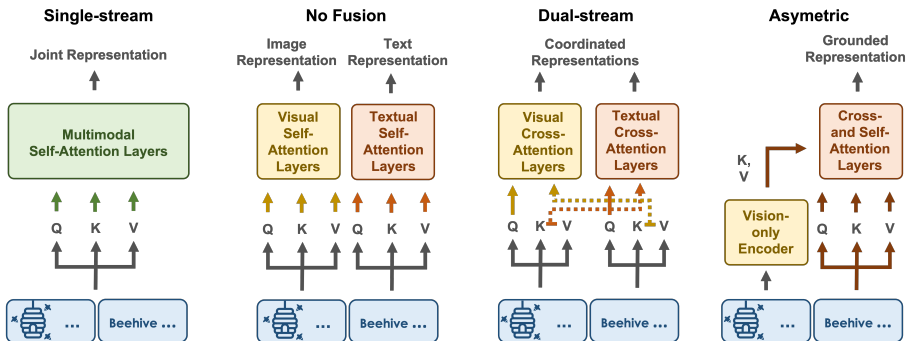 Single-stream
No Fusion
Dual-stream
Asymetric
Joint Representation
Image
Representation
Text
Representation
Coordinated
Representations
Grounded
Representation
Multimodal
Self-Attention Layers
Visual
Self-
Attention
Layers
Textual
Self-
Attention
Layers
Visual
Cross-
Attention
Layers
Textual
Cross-
Attention
Layers
Cross-
and Self-
Attention
Layers
K,
V
Vision-
only
Encoder
Q K V
Q K V Q K V
Q K V Q K V
Q K V
... Beehive ...
... Beehive ...
... Beehive ...
... Beehive ...